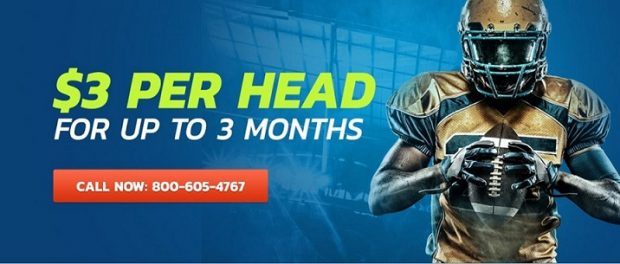 $3 PER HEAD
FOR UP TO 3 MONTHS
CALL NOW: 800-605-4767